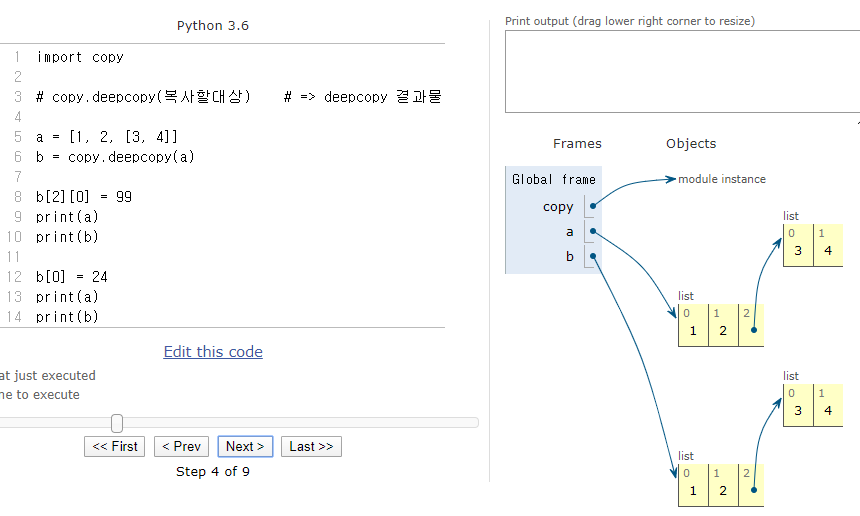 Python 3.6
1 import copy
2
3 # copy.deepcopy(복사할대상)    # => deepcopy 결과물
4
5 a = [1, 2, [3, 4]]
6 b = copy.deepcopy(a)
7
8 b[2][0] = 99
9 print(a)
10 print(b)
11
12 b[0] = 24
13 print(a)
14 print(b)
Edit this code
at just executed
ne to execute
<< First < Prev Next > Last >>
Step 4 of 9
Print output (drag lower right corner to resize)
Frames Objects
Global frame
copy
a
b
module instance
list
0 1
3 4
list
0 1 2
1 2
list
0 1
3 4
list
0 1 2
1 2